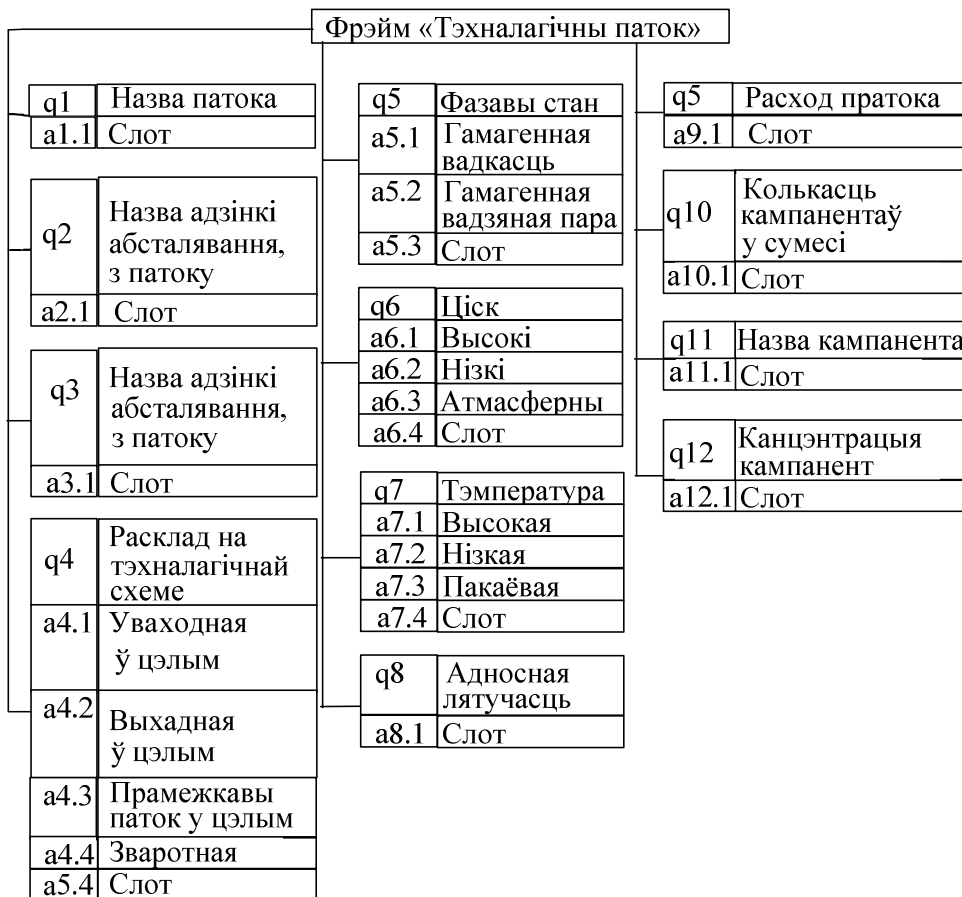 Фрэйм «Тэхналагічны паток»
q1 Назва патока
a1.1 Слот
q2 Назва адзінкі
абсталявання,
з патоку
a2.1 Слот
q3 Назва адзінкі
абсталявання,
з патоку
a3.1 Слот
q4 Расклад на
тэхналагічнай
схеме
a4.1 Уваходная
ў цэлым
a4.2 Выхадная
ў цэлым
a4.3 Прамежкавы
паток у цэлым
a4.4 Зваротная
a5.4 Слот
q5 Фазавы стан
a5.1 Гамагенная
вадкасць
a5.2 Гамагенная
вадзяная пара
a5.3 Слот
q6 Ціск
a6.1 Высокі
a6.2 Нізкі
a6.3 Атмасферны
a6.4 Слот
q7 Тэмпература
a7.1 Высокая
a7.2 Нізкая
a7.3 Пакаёвая
a7.4 Слот
q8 Адносная
лятучасць
a8.1 Слот
q5 Расход пратока
a9.1 Слот
q10 Колькасць
кампанентаў
у сумесі
a10.1 Слот
q11 Назва кампанента
a11.1 Слот
q12 Канцэнтрацыя
кампанент
a12.1 Слот